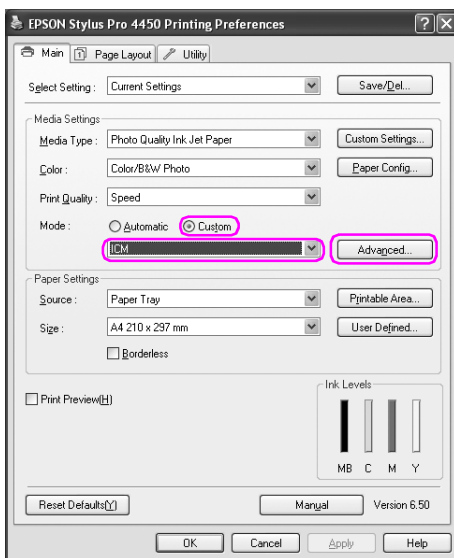 EPSON Stylus Pro 4450 Printing Preferences
Main Page Layout Utility
Select Setting : Current Settings Save/Del...
Media Settings
Media Type : Photo Quality Ink Jet Paper Custom Settings...
Color : Color/B&W Photo Paper Config...
Print Quality : Speed
Mode : Automatic Custom
ICM Advanced...
Paper Settings
Source : Paper Tray Printable Area...
Size : A4 210 x 297 mm User Defined...
Borderless
Print Preview(H)
Ink Levels
MB C M Y
Reset Defaults(Y) Manual Version 6.50
OK Cancel Apply Help